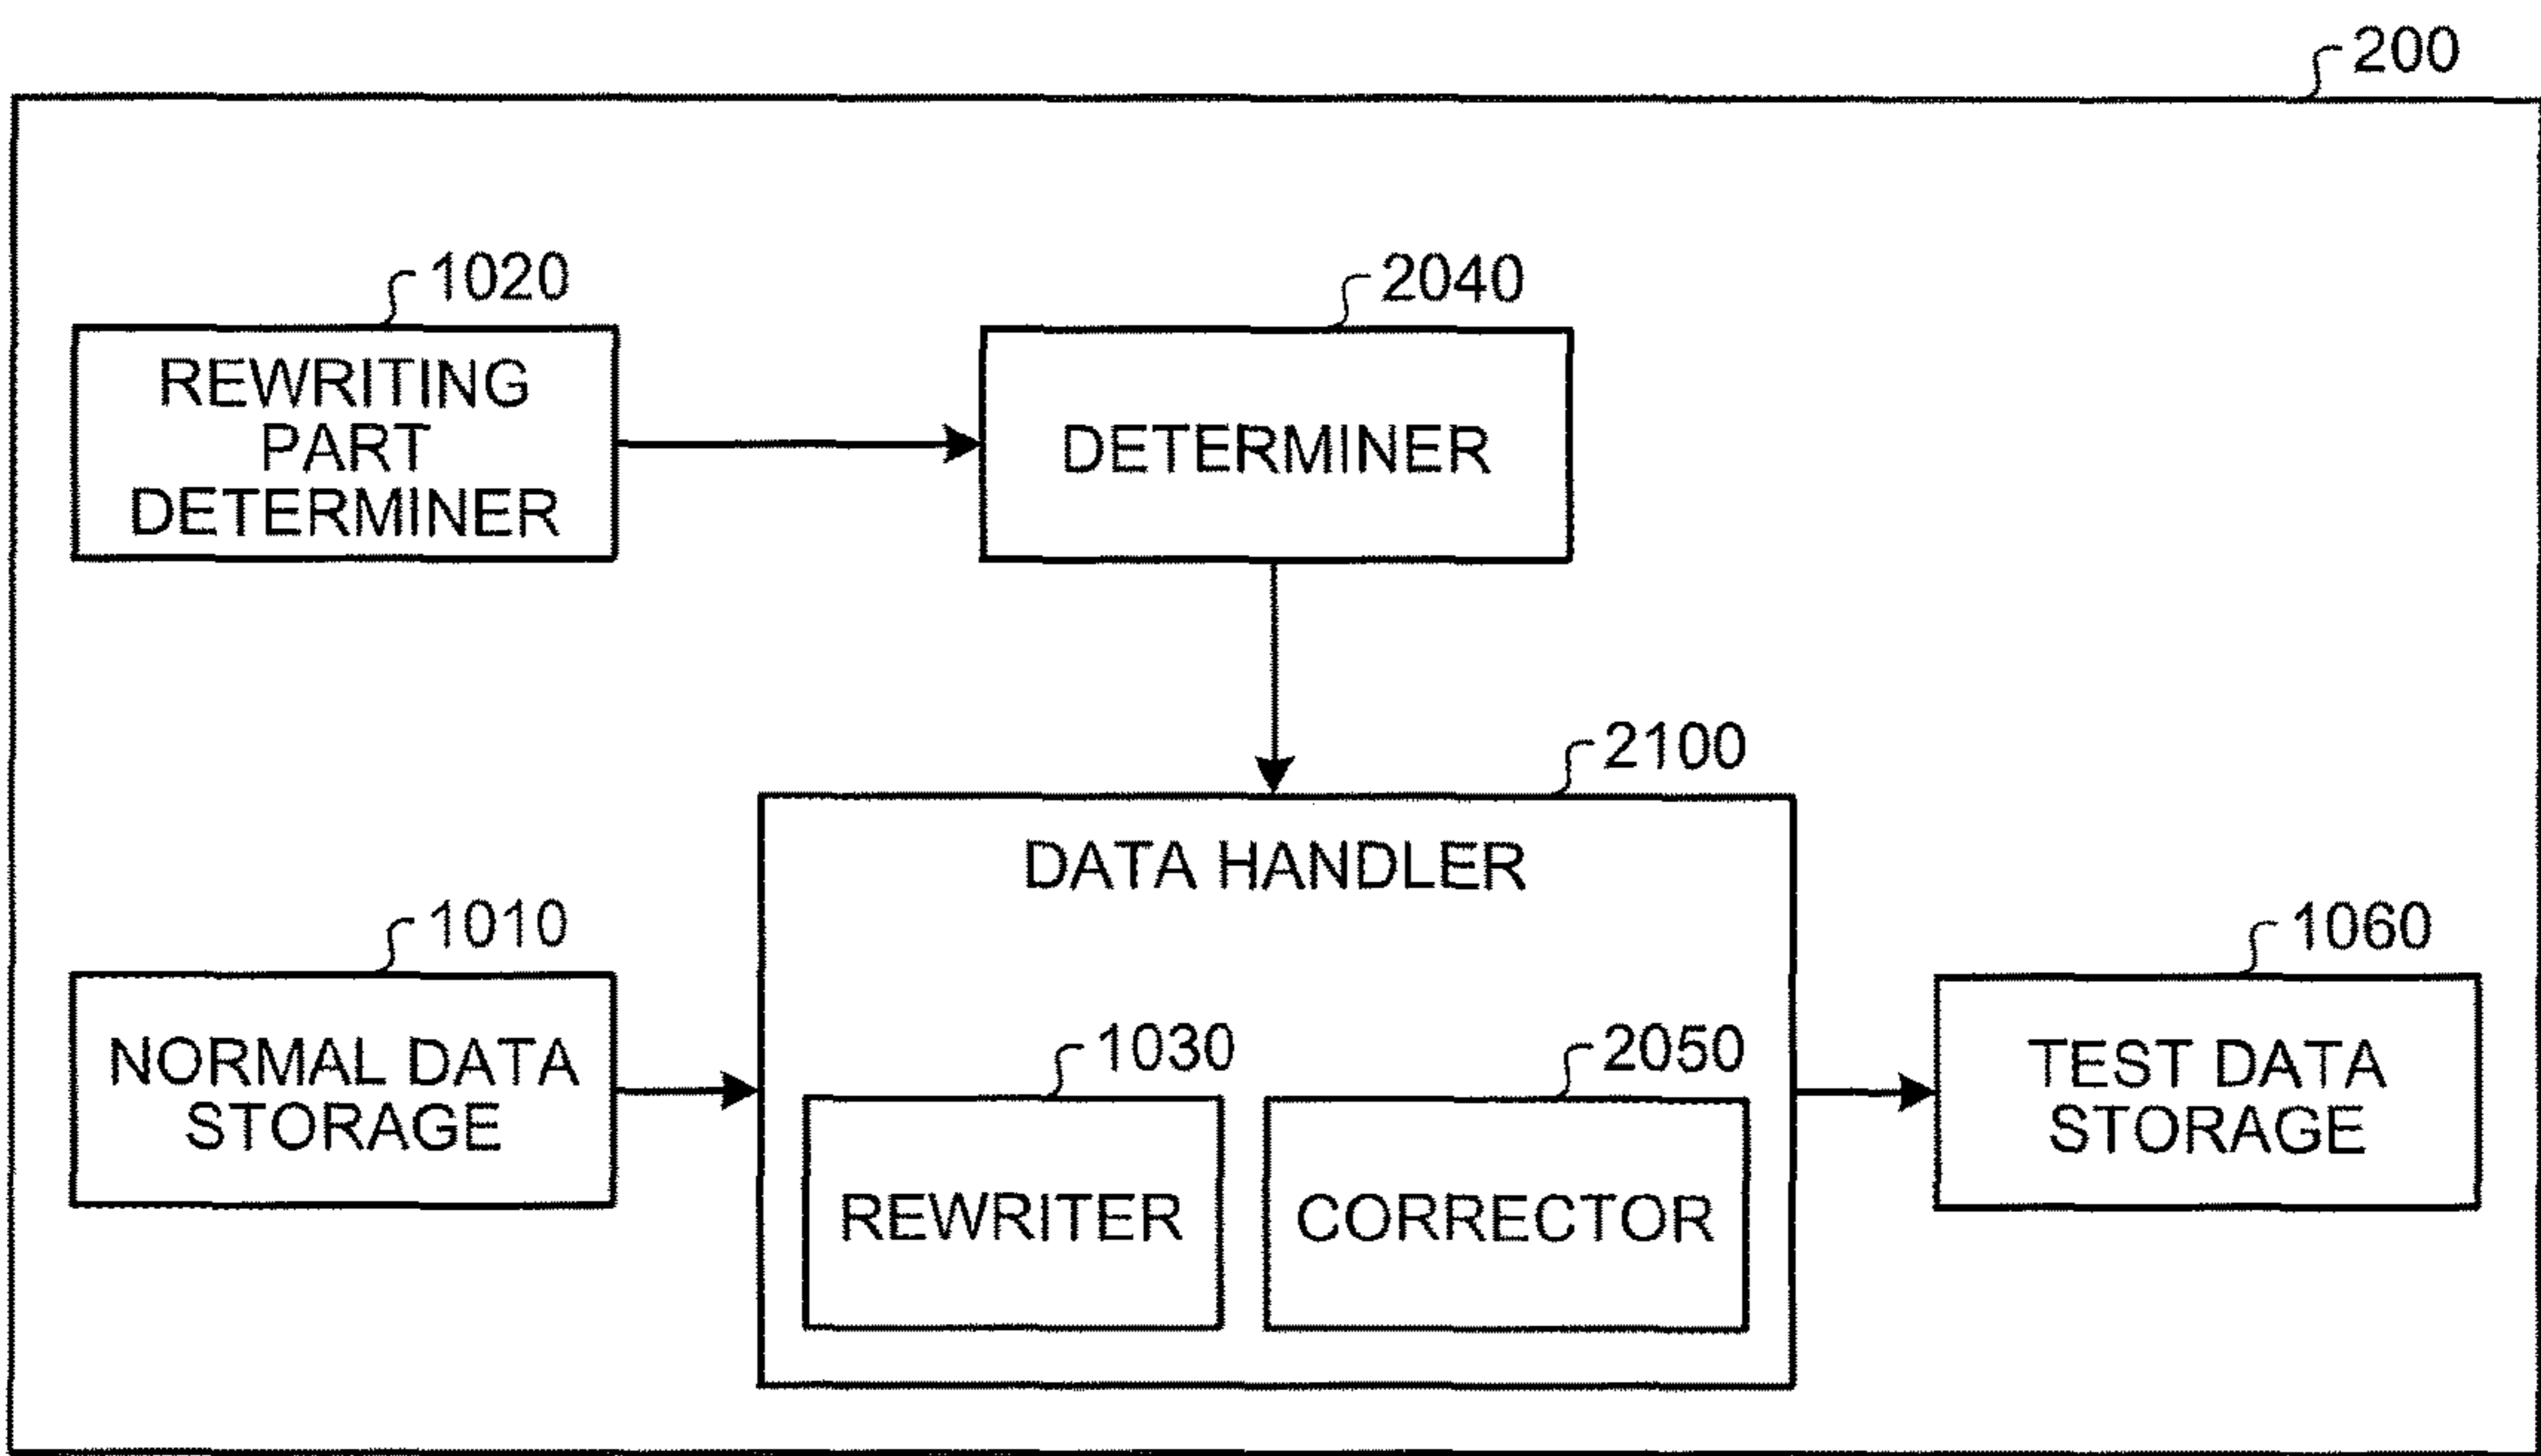 200
1020
REWRITING
PART
DETERMINER
2040
DETERMINER
2100
DATA HANDLER
1010
NORMAL DATA
STORAGE
1030
REWRITER
2050
CORRECTOR
1060
TEST DATA
STORAGE